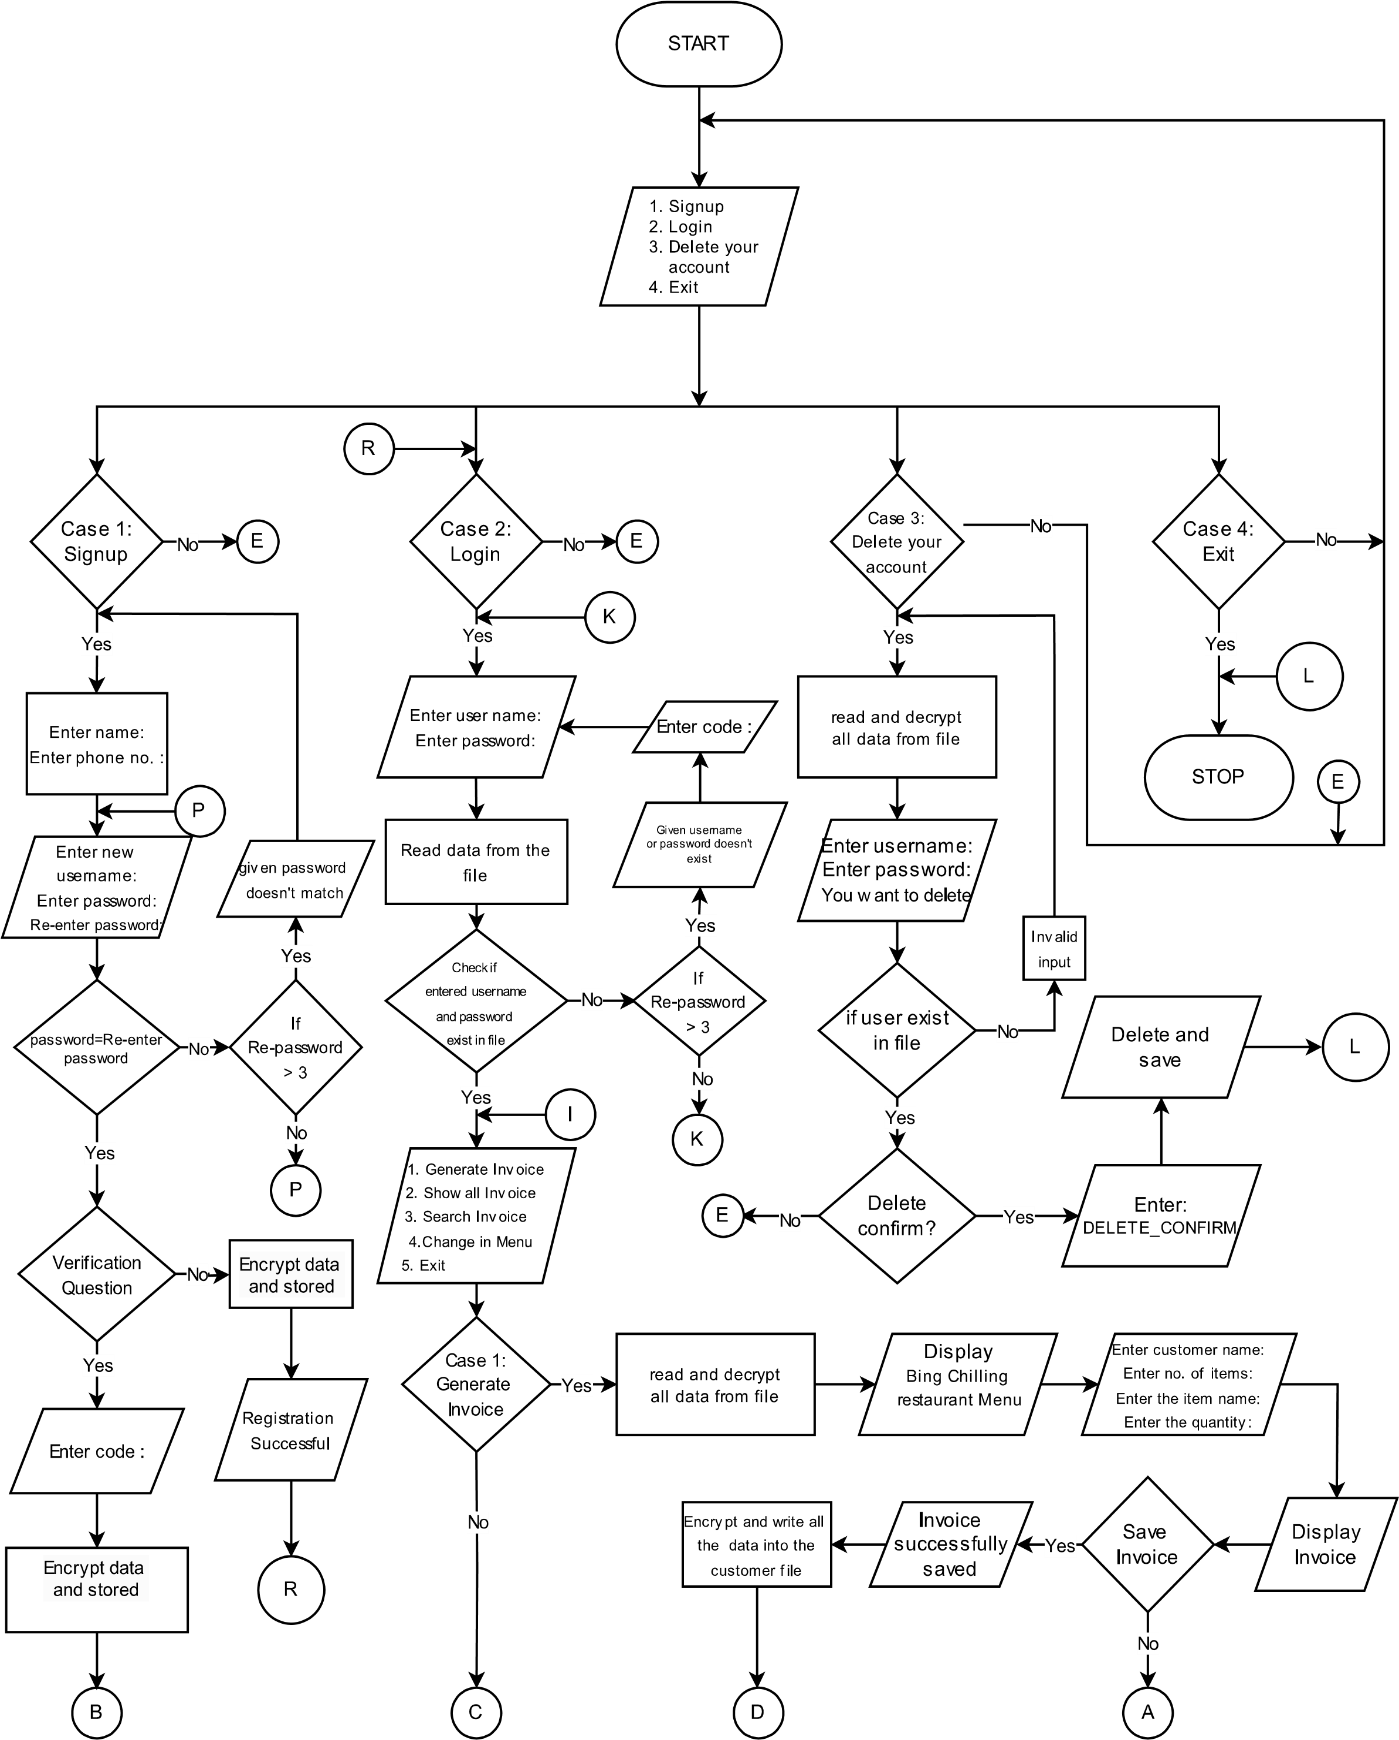 START
1. Signup
2. Login
3. Delete your
account
4. Exit
R
Case 1:
Signup
No
E
Case 2:
Login
No
E
Case 3:
Delete your
account
No
Case 4:
Exit
No
Yes
K
Yes
Yes
Yes
L
Enter name:
Enter phone no. :
P
Enter new
username:
Enter password:
Re-enter password:
given password
doesn't match
Yes
If
Re-password
> 3
No
P
password=Re-enter
password
No
Yes
Verification
Question
No
Encrypt data
and stored
Registration
Successful
R
Yes
Enter code :
Encrypt data
and stored
B
Enter user name:
Enter password:
Enter code :
Given username
or password doesn't
exist
Yes
If
Re-password
> 3
No
K
Read data from the
file
Check if
entered username
and password
exist in file
No
Yes
I
1. Generate Invoice
2. Show all Invoice
3. Search Invoice
4.Change in Menu
5. Exit
Case 1:
Generate
Invoice
Yes
No
C
read and decrypt
all data from file
Enter username:
Enter password:
You want to delete
if user exist
in file
No
Invalid
input
Yes
Delete
confirm?
No
E
Yes
Enter:
DELETE_CONFIRM
Delete and
save
L
STOP
E
read and decrypt
all data from file
Display
Bing Chilling
restaurant Menu
Enter customer name:
Enter no. of items:
Enter the item name:
Enter the quantity:
Display
Invoice
Save
Invoice
Yes
Invoice
successfully
saved
Encrypt and write all
the data into the
customer file
D
No
A